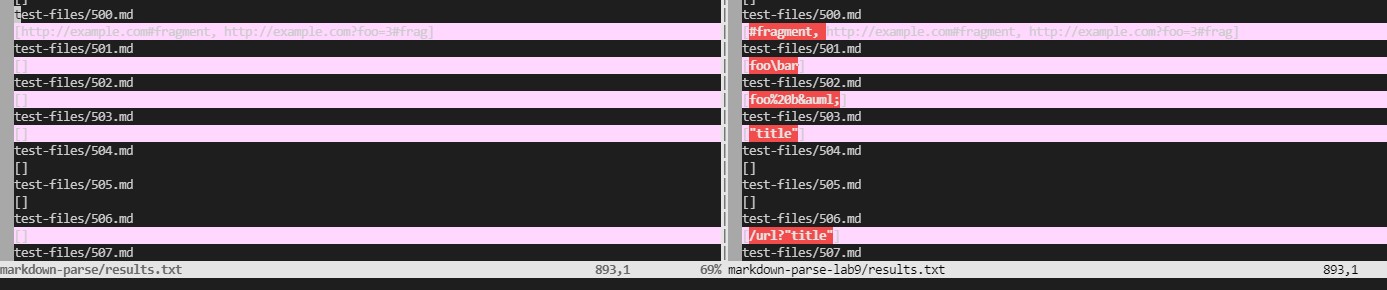 []
test-files/500.md
[http://example.com#fragment, http://example.com?foo=3#frag]
test-files/501.md
[]
test-files/502.md
[]
test-files/503.md
[]
test-files/504.md
[]
test-files/505.md
[]
test-files/506.md
[]
test-files/507.md
markdown-parse/results.txt 893,1 69%
[]
test-files/500.md
[#fragment, http://example.com#fragment, http://example.com?foo=3#frag]
test-files/501.md
[foo\bar]
test-files/502.md
[foo%20b&auml;]
test-files/503.md
["title"]
test-files/504.md
[]
test-files/505.md
[]
test-files/506.md
[/url?"title"]
test-files/507.md
markdown-parse-lab9/results.txt 893,1